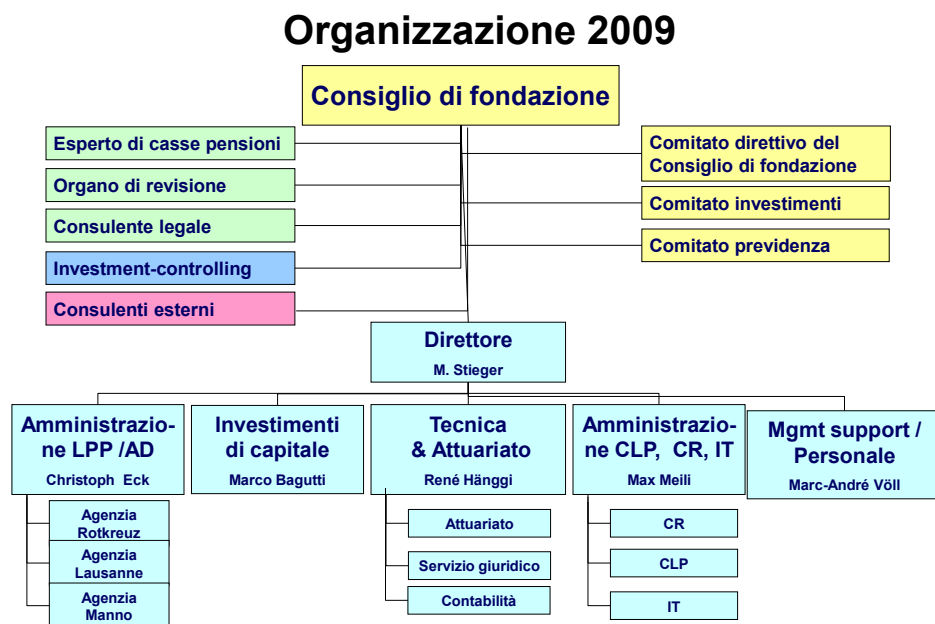 Organizzazione 2009
Consiglio di fondazione
Esperto di casse pensioni
Organo di revisione
Consulente legale
Investment-controlling
Consulenti esterni
Comitato direttivo del
Consiglio di fondazione
Comitato investimenti
Comitato previdenza
Direttore
M. Stieger
Amministrazio-
ne LPP /AD
Christoph Eck
Agenzia
Rotkreuz
Agenzia
Lausanne
Agenzia
Manno
Investimenti
di capitale
Marco Bagutti
Tecnica
& Attuariato
René Hänggi
Attuariato
Servizio giuridico
Contabilità
Amministrazio-
ne CLP, CR, IT
Max Meili
CR
CLP
IT
Mgmt support /
Personale
Marc-André Völl